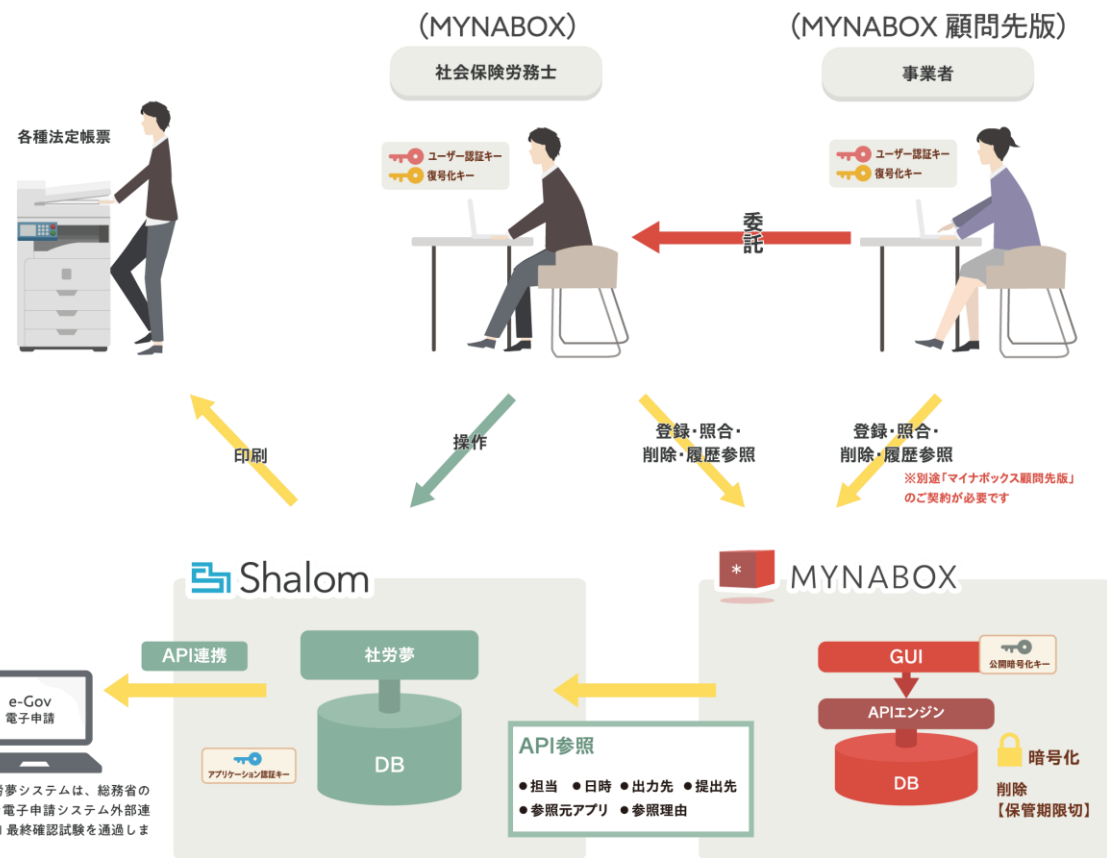 （MYNABOX）
（MYNABOX 顧問先版）
社会保険労務士
事業者
各種法定帳票
ユーザー認証キー
復号化キー
ユーザー認証キー
復号化キー
委託
印刷
操作
登録・照合・
削除・履歴参照
登録・照合・
削除・履歴参照
※別途「マイナボックス顧問先版」
のご契約が必要です
Shalom
* MYNABOX
API連携
社労夢
GUI
公開暗号化キー
e-Gov
電子申請
APIエンジン
API参照
DB
DB
暗号化
アプリケーション認証キー
●担当 ●日時 ●出力先 ●提出先
●参照元アプリ ●参照理由
削除
【保管期限切】
労夢システムは、総務省の
電子申請システム外部連
最終確認試験を通過しま